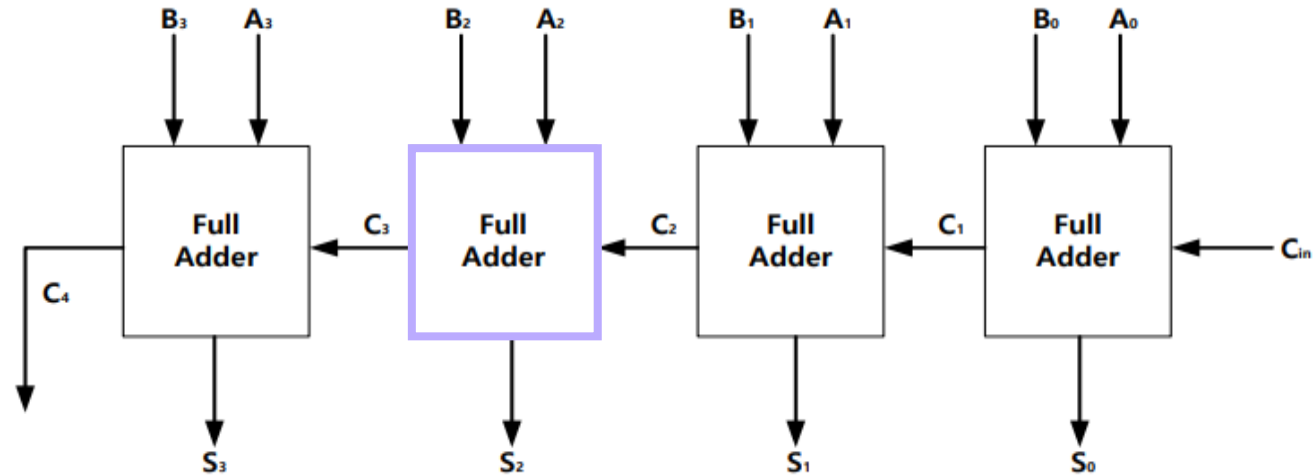 B₃ A₃ B₂ A₂ B₁ A₁ B₀ A₀
Full Full Full Full
Adder Adder Adder Adder
C₃ C₂ C₁ Cᵢₙ
C₄
S₃ S₂ S₁ S₀